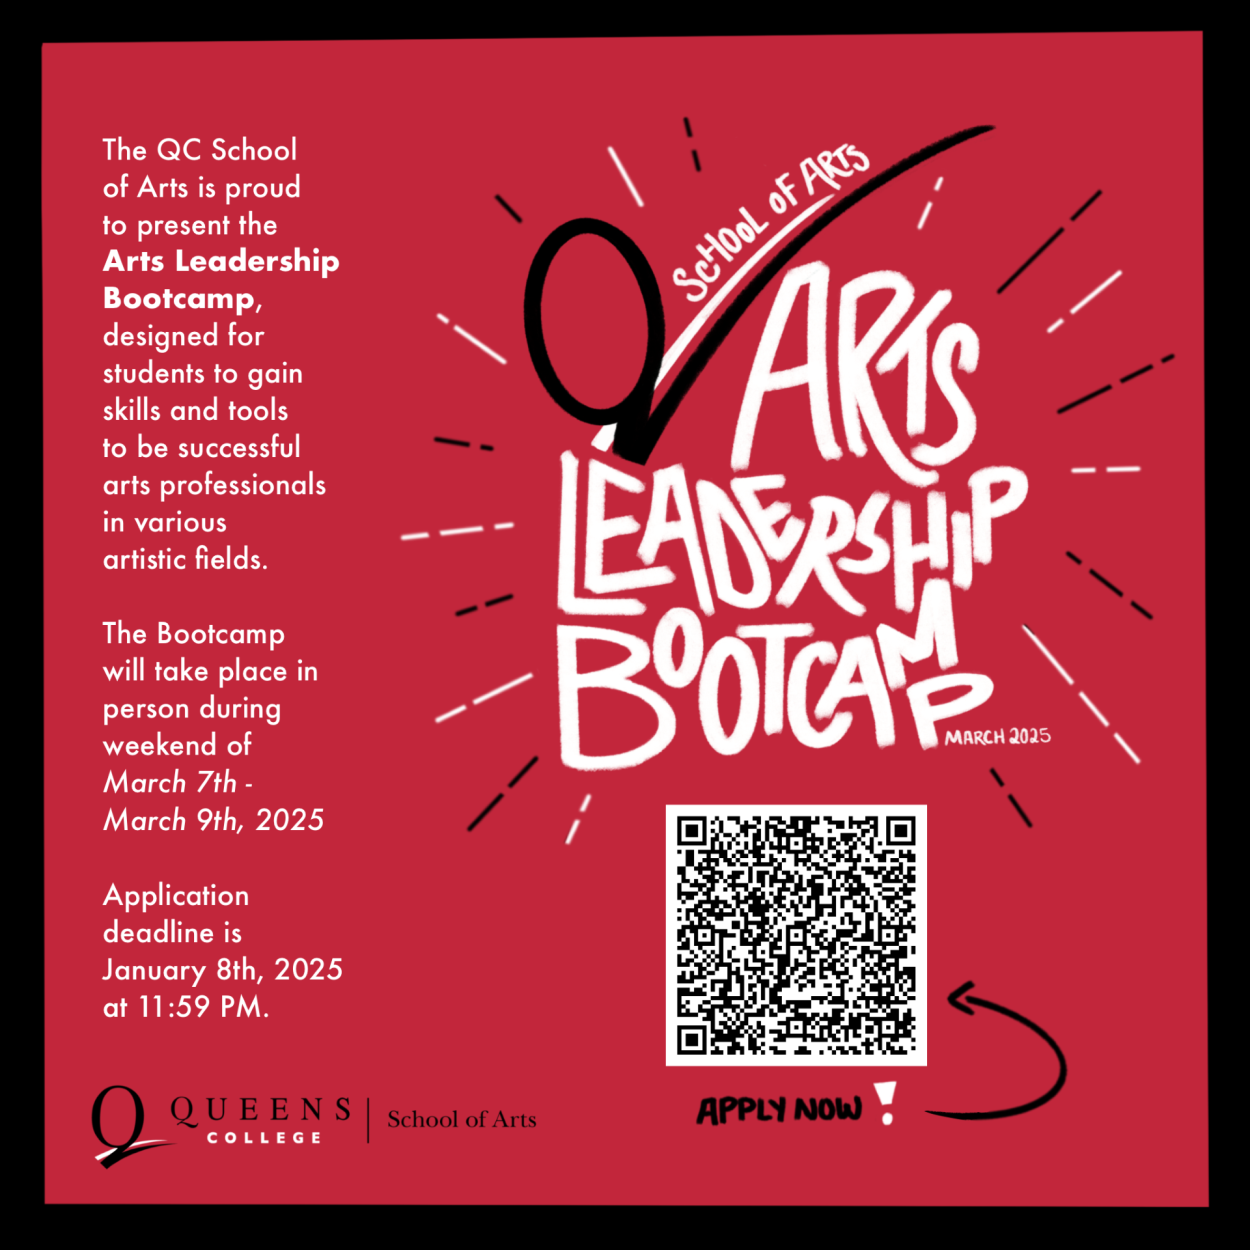 The QC School
of Arts is proud
to present the
Arts Leadership
Bootcamp,
designed for
students to gain
skills and tools
to be successful
arts professionals
in various
artistic fields.
The Bootcamp
will take place in
person during
weekend of
March 7th -
March 9th, 2025
Application
deadline is
January 8th, 2025
at 11:59 PM.
SCHOOL OF ARTS
ARTS
LEADERSHIP
BOOTCAMP
MARCH 2025
APPLY NOW!
QUEENS
COLLEGE
School of Arts